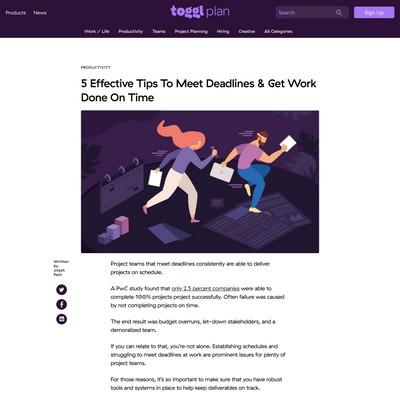 Products
News
toggl plan
Search
Sign Up
Work / Life
Productivity
Teams
Project Planning
Hiring
Creative
All Categories
PRODUCTIVITY
5 Effective Tips To Meet Deadlines & Get Work
Done On Time
Written
by
Jitesh
Patil
Project teams that meet deadlines consistently are able to deliver
projects on schedule.
A PwC study found that only 2.5 percent companies were able to
complete 100% projects project successfully. Often failure was caused
by not completing projects on time.
The end result was budget overruns, let-down stakeholders, and a
demoralized team.
If you can relate to that, you're not alone. Establishing schedules and
struggling to meet deadlines at work are prominent issues for plenty of
project teams.
For those reasons, it's so important to make sure that you have robust
tools and systems in place to help keep deliverables on track.